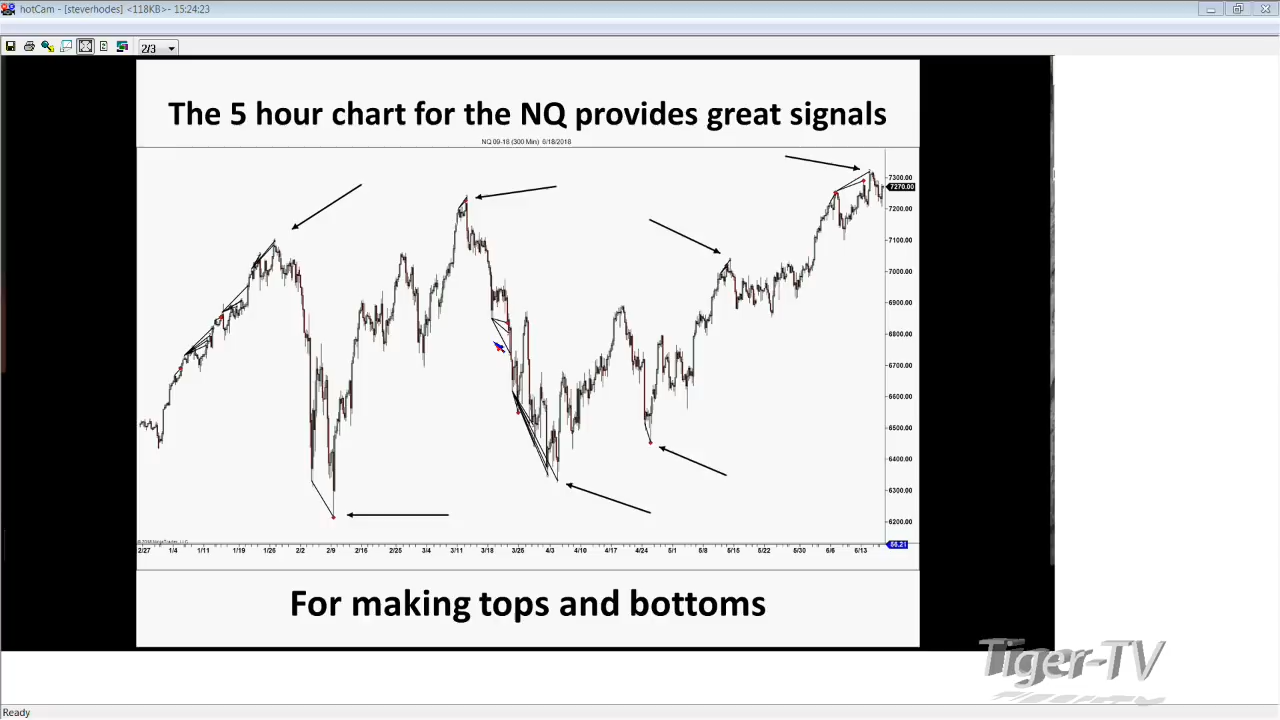 hotCam - [steverhodes] <118KB>- 15:24:23
2/3
The 5 hour chart for the NQ provides great signals
NQ 09-18 (300 Min) 6/18/2018
7300.00
7270.00
7200.00
7100.00
7000.00
6900.00
6800.00
6700.00
6600.00
6500.00
6400.00
6300.00
6200.00
56.21
2/27 1/4 1/11 1/19 1/26 2/2 2/9 2/16 2/25 3/4 3/11 3/18 3/26 4/3 4/10 4/17 4/24 5/1 5/8 5/16 5/22 5/30 6/6 6/13
For making tops and bottoms
Tiger-TV
Ready